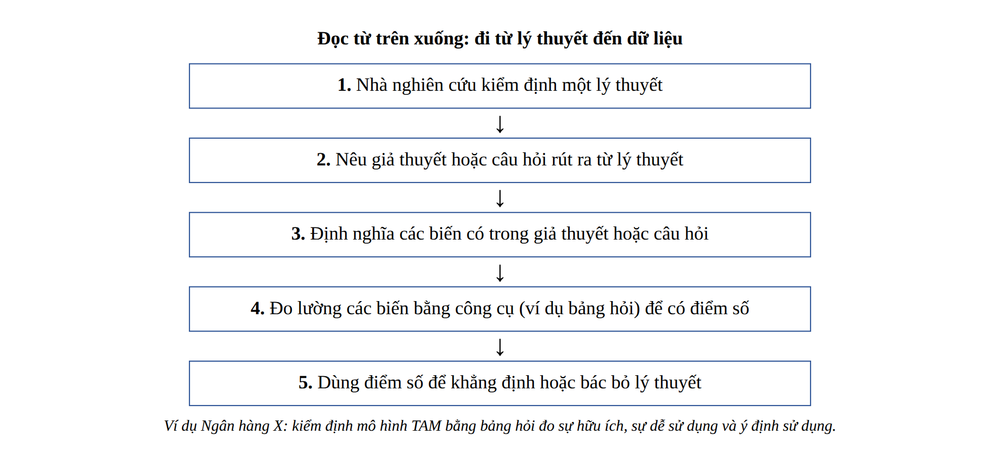 Đọc từ trên xuống: đi từ lý thuyết đến dữ liệu
1. Nhà nghiên cứu kiểm định một lý thuyết
↓
2. Nêu giả thuyết hoặc câu hỏi rút ra từ lý thuyết
↓
3. Định nghĩa các biến có trong giả thuyết hoặc câu hỏi
↓
4. Đo lường các biến bằng công cụ (ví dụ bảng hỏi) để có điểm số
↓
5. Dùng điểm số để khẳng định hoặc bác bỏ lý thuyết
Ví dụ Ngân hàng X: kiểm định mô hình TAM bằng bảng hỏi đo sự hữu ích, sự dễ sử dụng và ý định sử dụng.